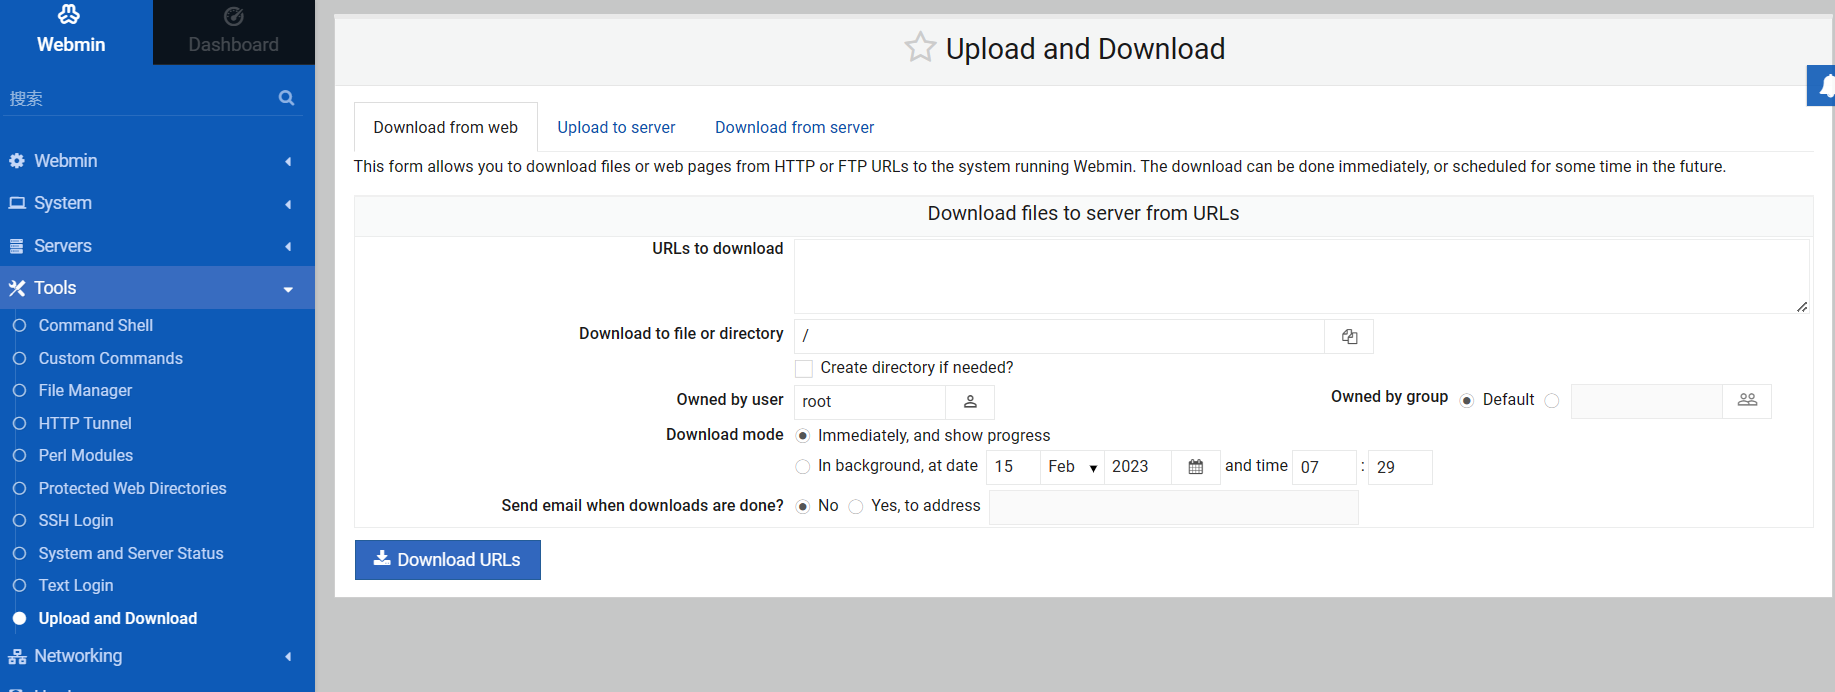 Webmin
Dashboard
搜索
Webmin
System
Servers
Tools
Command Shell
Custom Commands
File Manager
HTTP Tunnel
Perl Modules
Protected Web Directories
SSH Login
System and Server Status
Text Login
Upload and Download
Networking
Upload and Download
Download from web Upload to server Download from server
This form allows you to download files or web pages from HTTP or FTP URLs to the system running Webmin. The download can be done immediately, or scheduled for some time in the future.
Download files to server from URLs
URLs to download
Download to file or directory /
Create directory if needed?
Owned by user root Owned by group Default
Download mode Immediately, and show progress
In background, at date 15 Feb 2023 and time 07 : 29
Send email when downloads are done? No Yes, to address
Download URLs